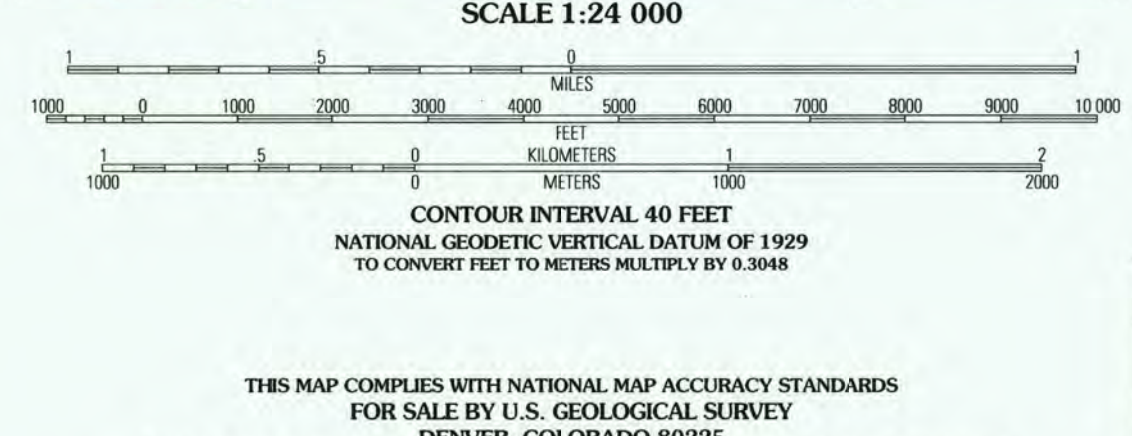 SCALE 1:24 000
1 .5 0 1
MILES
1000 0 1000 2000 3000 4000 5000 6000 7000 8000 9000 10 000
FEET
1 .5 0 KILOMETERS 1 2
1000 0 METERS 1000 2000
CONTOUR INTERVAL 40 FEET
NATIONAL GEODETIC VERTICAL DATUM OF 1929
TO CONVERT FEET TO METERS MULTIPLY BY 0.3048
THIS MAP COMPLIES WITH NATIONAL MAP ACCURACY STANDARDS
FOR SALE BY U.S. GEOLOGICAL SURVEY
DENVER, COLORADO 80225